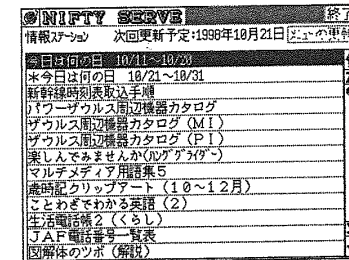 @NIFTY SERVE 終了
情報ステーション 次回更新予定:1998年10月21日 メニューの更新
今日は何の日 10/11~10/20
*今日は何の日 10/21~10/31
新幹線時刻表取込手順
パワーザウルス周辺機器カタログ
ザウルス周辺機器カタログ(MI)
ザウルス周辺機器カタログ(PI)
楽しんでみませんか(ハンググライダー)
マルチメディア用語集5
歳時記クリップアート(10~12月)
ことわざでわかる英語(2)
生活電話帳2(くらし)
JAF電話番号一覧表
図解体のツボ(解説)